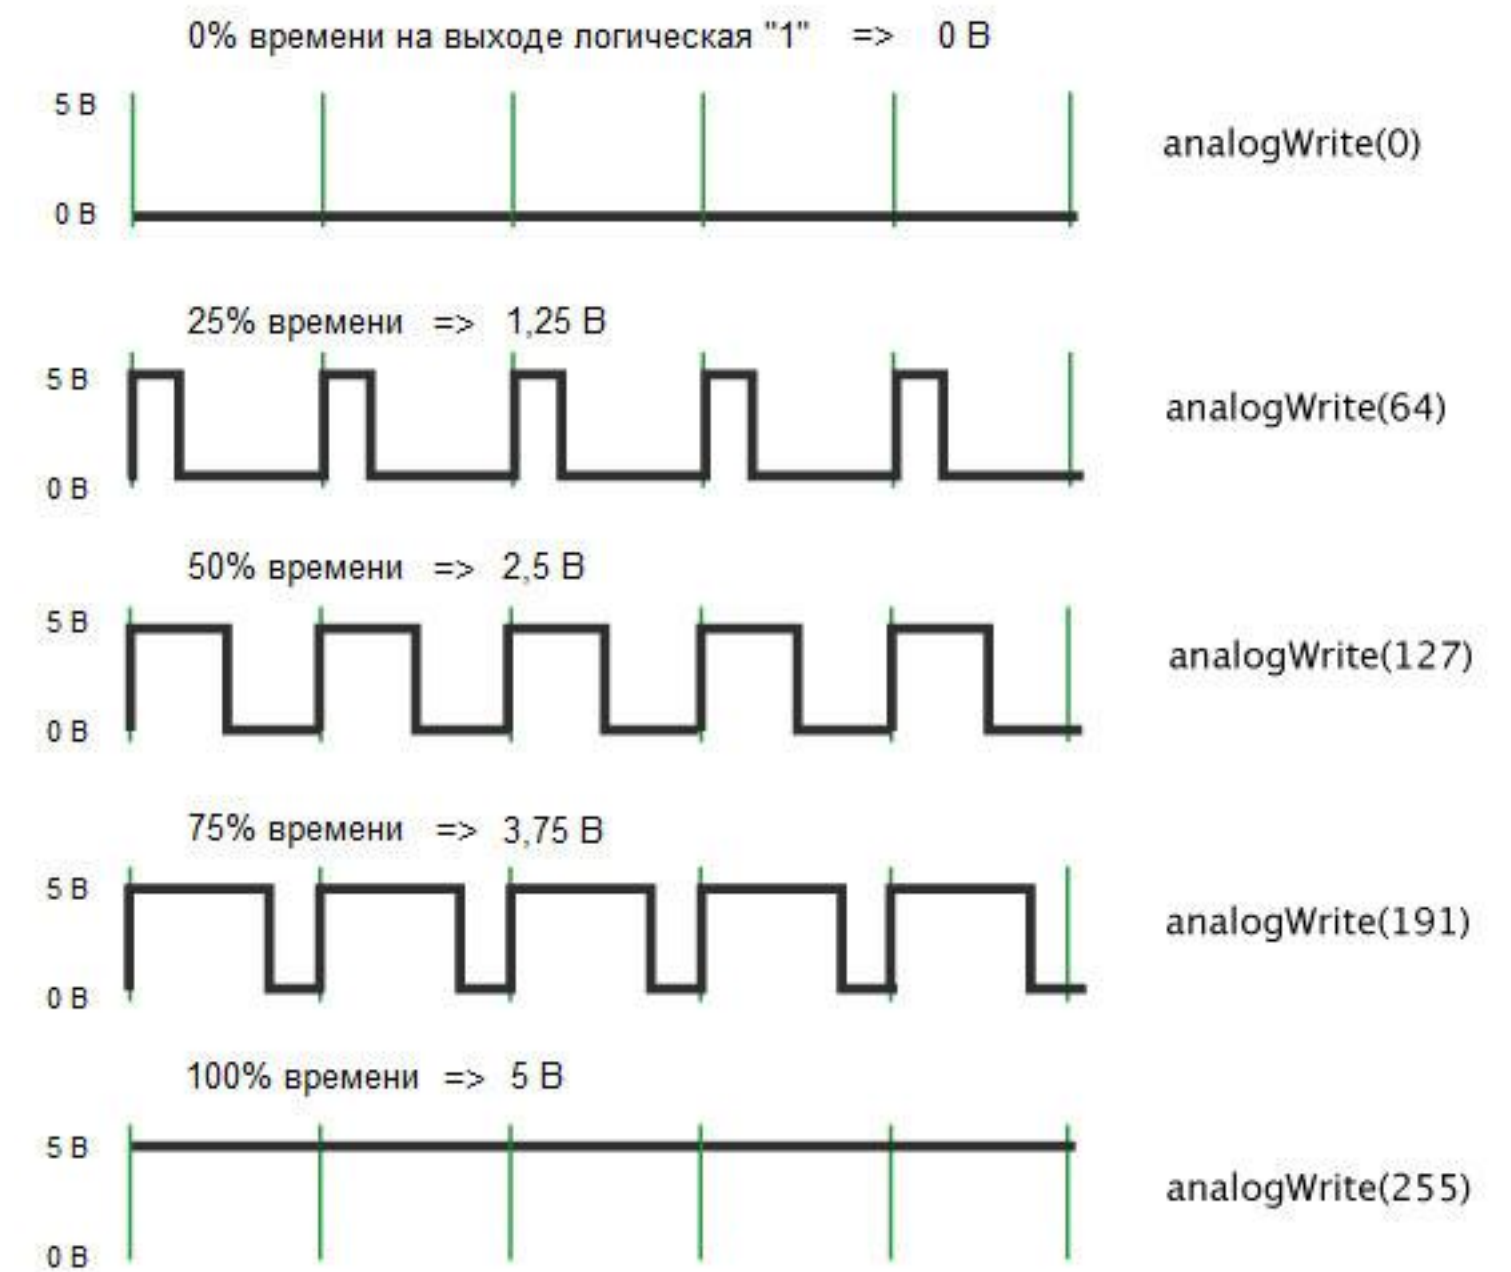 0% времени на выходе логическая "1" => 0 В
5 В
analogWrite(0)
0 В
25% времени => 1,25 В
5 В
analogWrite(64)
0 В
50% времени => 2,5 В
5 В
analogWrite(127)
0 В
75% времени => 3,75 В
5 В
analogWrite(191)
0 В
100% времени => 5 В
5 В
analogWrite(255)
0 В